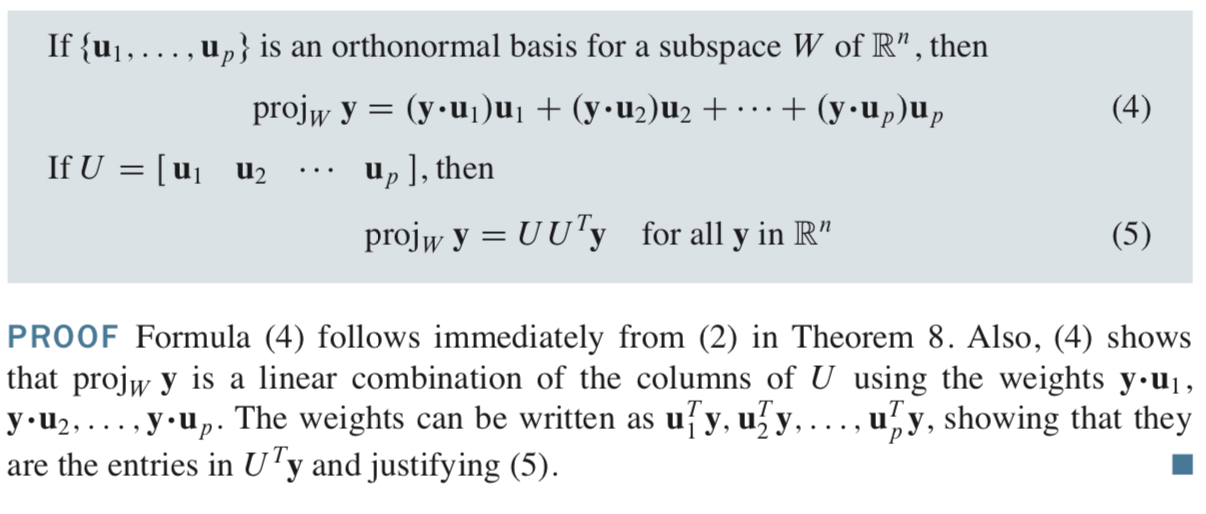 If {u₁, . . . , uₚ} is an orthonormal basis for a subspace W of ℝⁿ, then
proj_W y = (y·u₁)u₁ + (y·u₂)u₂ + ··· + (y·uₚ)uₚ (4)
If U = [ u₁ u₂ ··· uₚ ], then
proj_W y = U Uᵀy for all y in ℝⁿ (5)
PROOF Formula (4) follows immediately from (2) in Theorem 8. Also, (4) shows
that proj_W y is a linear combination of the columns of U using the weights y·u₁,
y·u₂, . . . , y·uₚ. The weights can be written as u₁ᵀy, u₂ᵀy, . . . , uₚᵀy, showing that they
are the entries in Uᵀy and justifying (5).